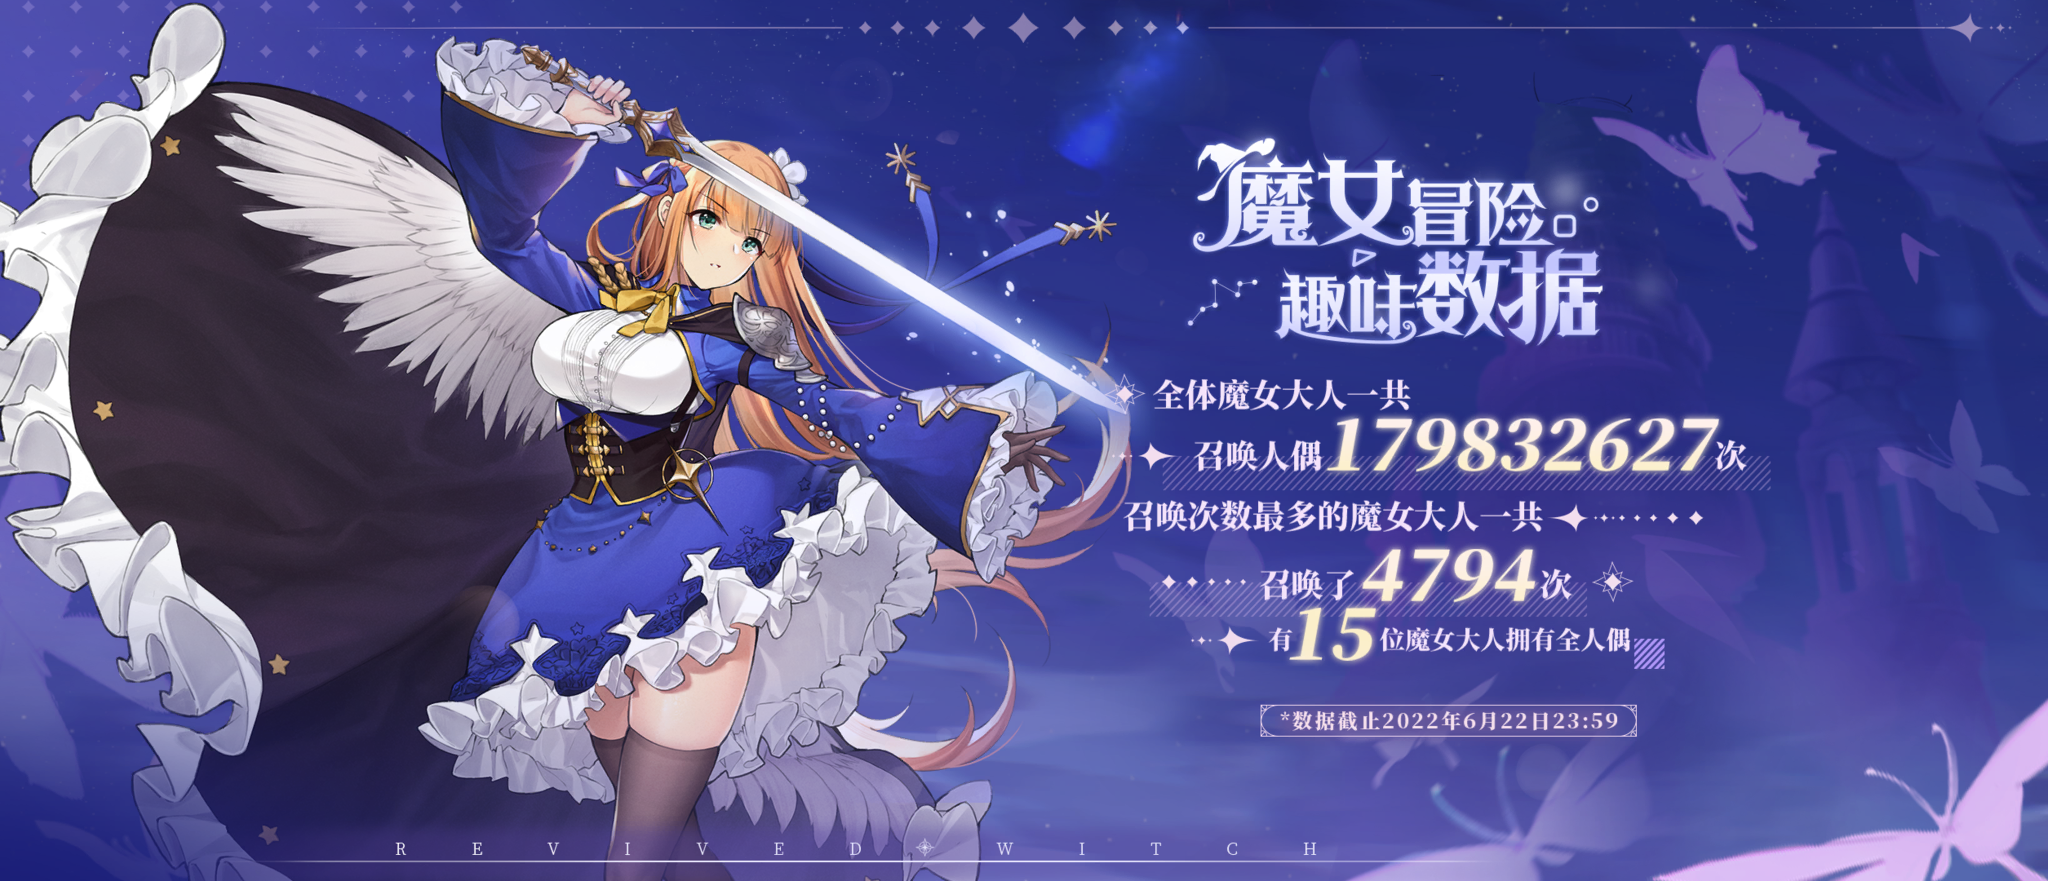 魔女冒险
趣味数据
全体魔女大人一共
召唤人偶179832627次
召唤次数最多的魔女大人一共
召唤了4794次
有15位魔女大人拥有全人偶
*数据截止2022年6月22日23:59
REVIVED WITCH